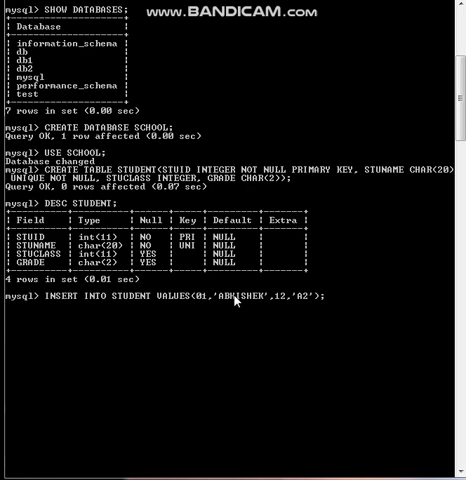 www.BANDICAM.com
mysql> SHOW DATABASES;
+--------------------+
| Database           |
+--------------------+
| information_schema |
| db                 |
| db1                |
| db2                |
| mysql              |
| performance_schema |
| test               |
+--------------------+
7 rows in set (0.00 sec)
mysql> CREATE DATABASE SCHOOL;
Query OK, 1 row affected (0.00 sec)
mysql> USE SCHOOL;
Database changed
mysql> CREATE TABLE STUDENT(STUID INTEGER NOT NULL PRIMARY KEY, STUNAME CHAR(20)
 UNIQUE NOT NULL, STUCLASS INTEGER, GRADE CHAR(2));
Query OK, 0 rows affected (0.07 sec)
mysql> DESC STUDENT;
+----------+----------+------+-----+---------+-------+
| Field    | Type     | Null | Key | Default | Extra |
+----------+----------+------+-----+---------+-------+
| STUID    | int(11)  | NO   | PRI | NULL    |       |
| STUNAME  | char(20) | NO   | UNI | NULL    |       |
| STUCLASS | int(11)  | YES  |     | NULL    |       |
| GRADE    | char(2)  | YES  |     | NULL    |       |
+----------+----------+------+-----+---------+-------+
4 rows in set (0.01 sec)
mysql> INSERT INTO STUDENT VALUES(01,'ABHISHEK',12,'A2');